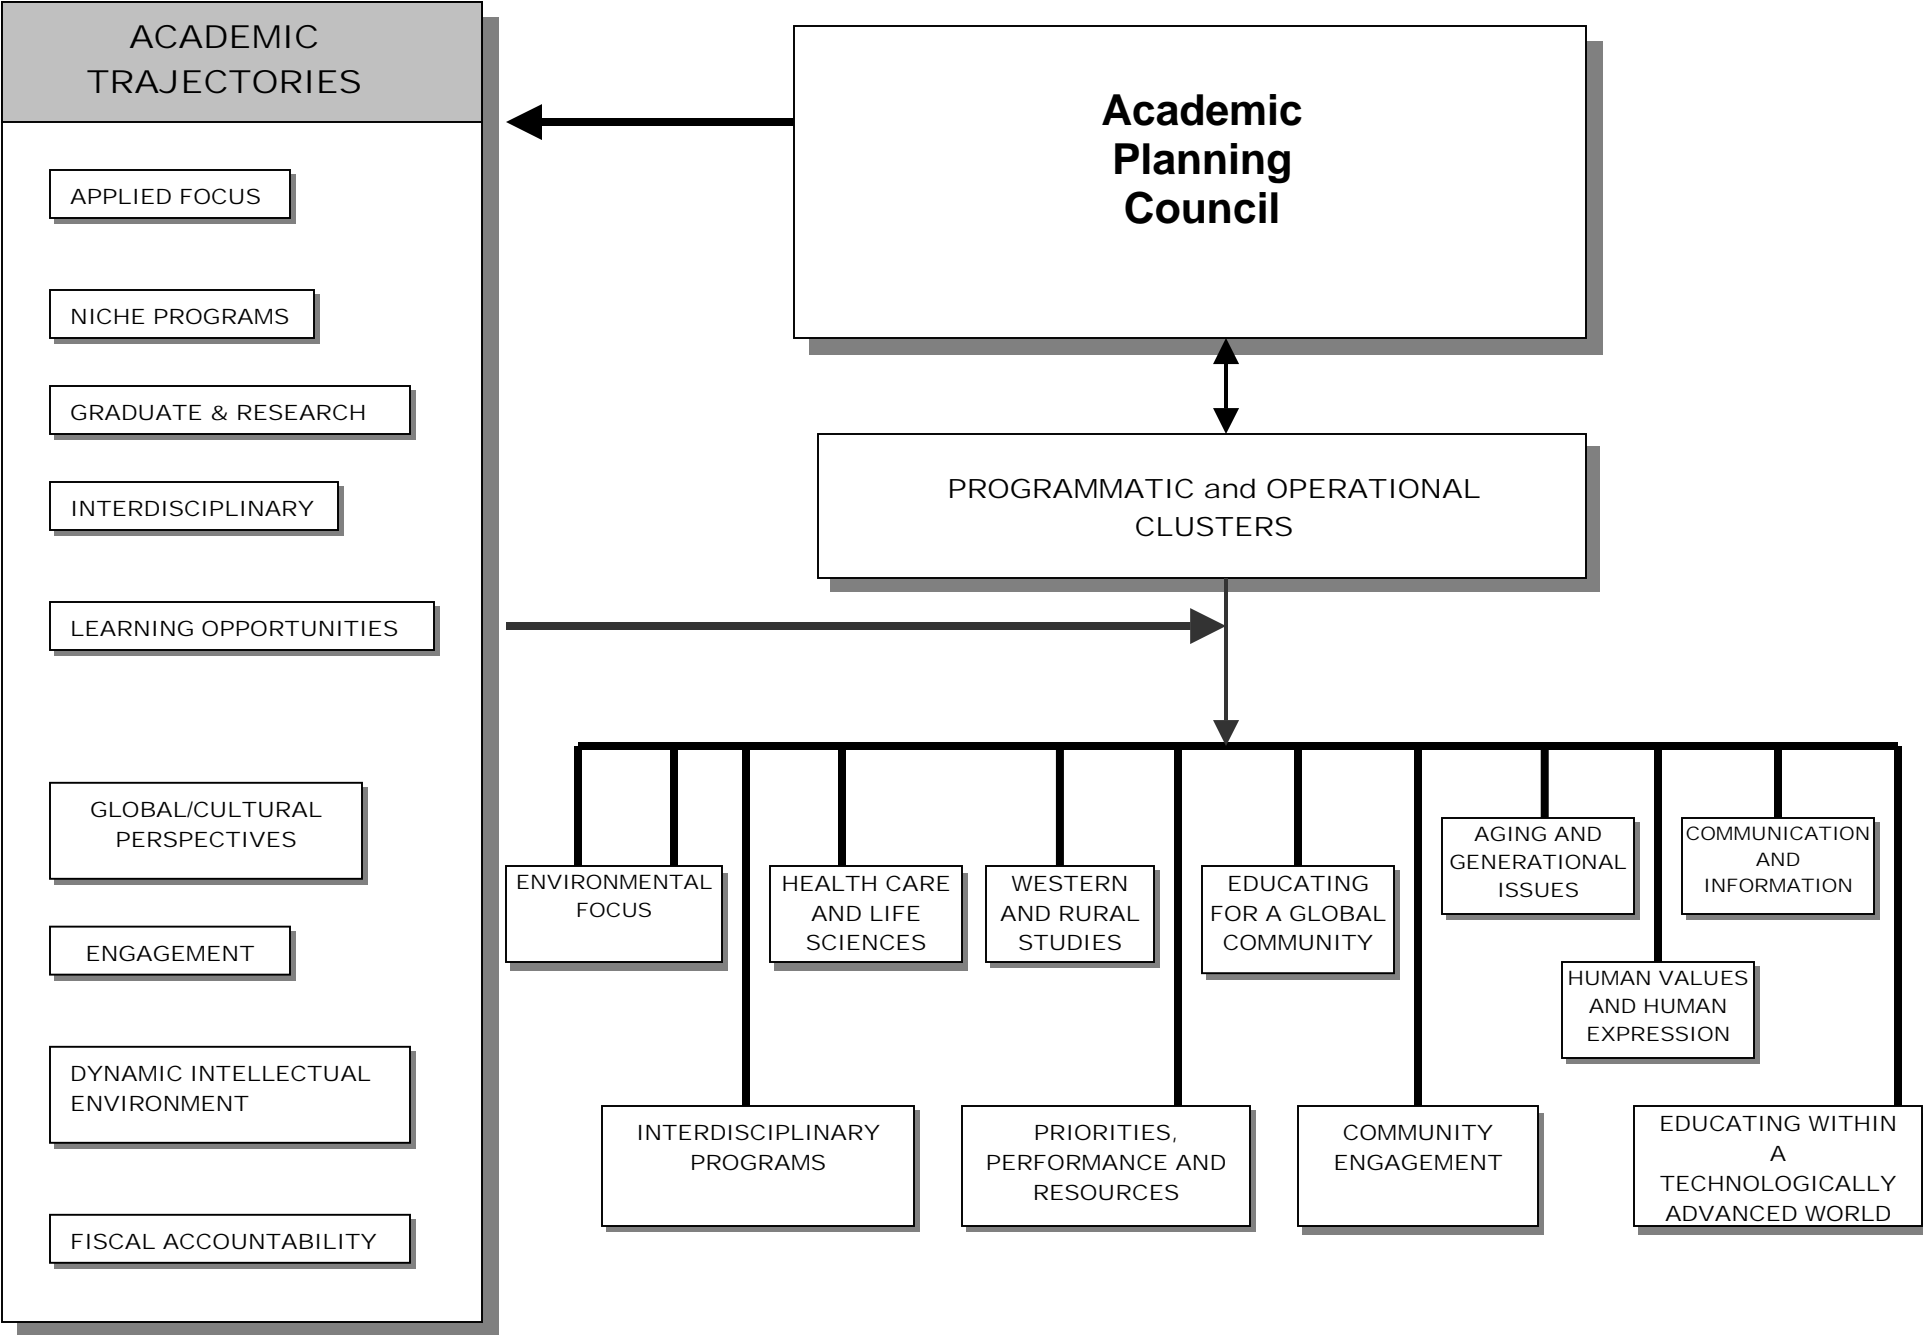 ACADEMIC
TRAJECTORIES
APPLIED FOCUS
NICHE PROGRAMS
GRADUATE & RESEARCH
INTERDISCIPLINARY
LEARNING OPPORTUNITIES
GLOBAL/CULTURAL
PERSPECTIVES
ENGAGEMENT
DYNAMIC INTELLECTUAL
ENVIRONMENT
FISCAL ACCOUNTABILITY
Academic
Planning
Council
PROGRAMMATIC and OPERATIONAL
CLUSTERS
ENVIRONMENTAL
FOCUS
HEALTH CARE
AND LIFE
SCIENCES
WESTERN
AND RURAL
STUDIES
EDUCATING
FOR A GLOBAL
COMMUNITY
AGING AND
GENERATIONAL
ISSUES
COMMUNICATION
AND
INFORMATION
HUMAN VALUES
AND HUMAN
EXPRESSION
INTERDISCIPLINARY
PROGRAMS
PRIORITIES,
PERFORMANCE AND
RESOURCES
COMMUNITY
ENGAGEMENT
EDUCATING WITHIN
A
TECHNOLOGICALLY
ADVANCED WORLD